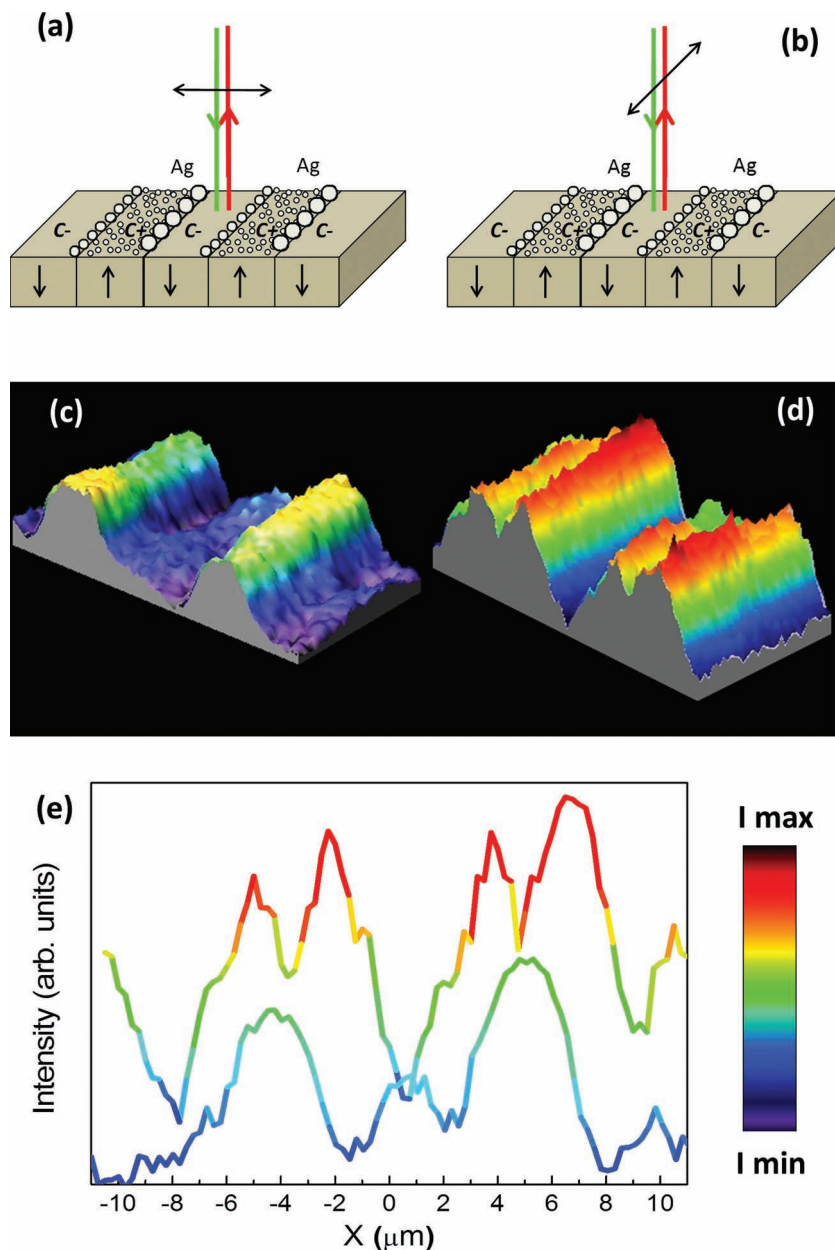 (a)
(b)
Ag
Ag
Ag
Ag
C- C+ C- C+ C-
C- C+ C- C+ C-
(c)
(d)
(e)
Intensity (arb. units)
-10 -8 -6 -4 -2 0 2 4 6 8 10
X (μm)
I max
I min